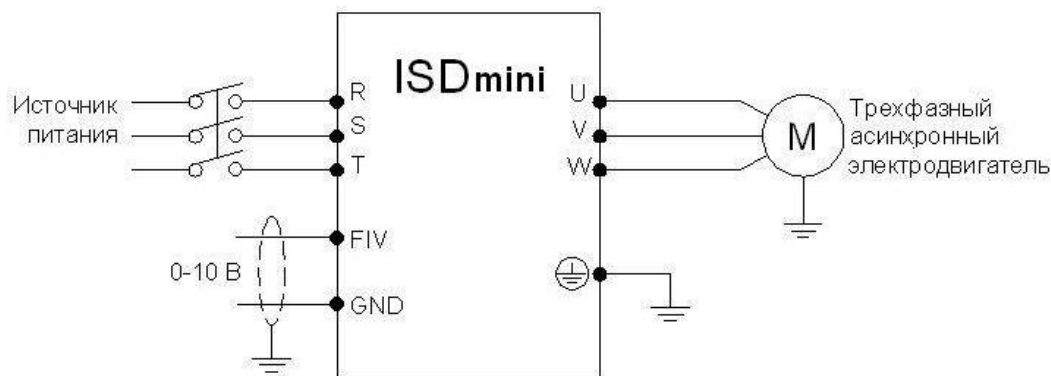 ISDmini
Источник
питания
R
S
T
FIV
0-10 В
GND
U
V
W
M
Трехфазный
асинхронный
электродвигатель